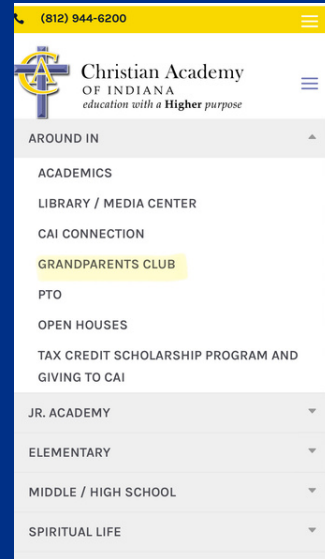 (812) 944-6200
Christian Academy
OF INDIANA
education with a Higher purpose
AROUND IN
ACADEMICS
LIBRARY / MEDIA CENTER
CAI CONNECTION
GRANDPARENTS CLUB
PTO
OPEN HOUSES
TAX CREDIT SCHOLARSHIP PROGRAM AND
GIVING TO CAI
JR. ACADEMY
ELEMENTARY
MIDDLE / HIGH SCHOOL
SPIRITUAL LIFE